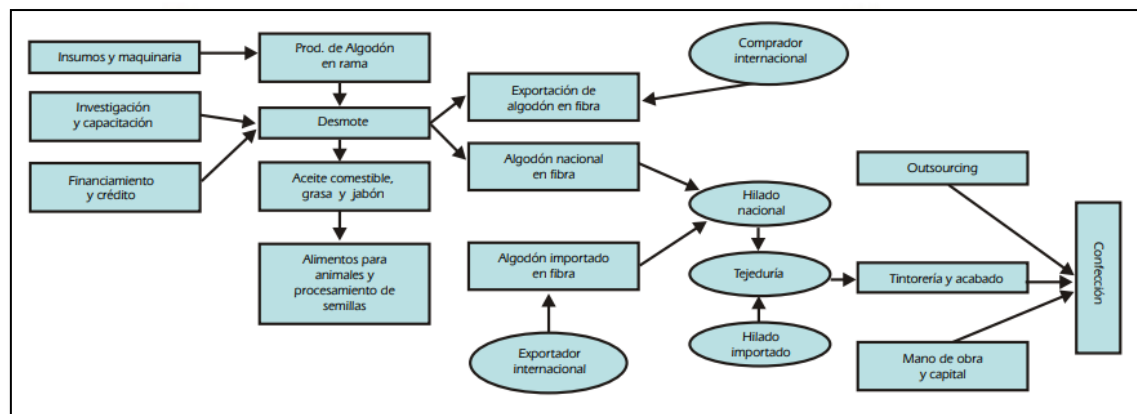 Insumos y maquinaria
Prod. de Algodón
en rama
Comprador
internacional
Investigación
y capacitación
Desmote
Exportación de
algodón en fibra
Financiamiento
y crédito
Aceite comestible,
grasa y jabón
Algodón nacional
en fibra
Outsourcing
Hilado
nacional
Alimentos para
animales y
procesamiento de
semillas
Algodón importado
en fibra
Tejeduría
Tintorería y acabado
Confección
Exportador
internacional
Hilado
importado
Mano de obra
y capital